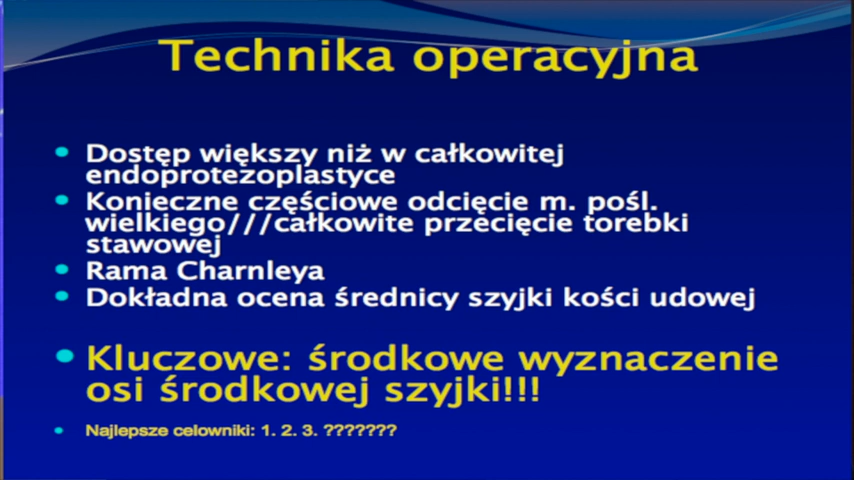 Technika operacyjna
Dostęp większy niż w całkowitej
endoprotezoplastyce
Konieczne częściowe odcięcie m. pośl.
wielkiego///całkowite przecięcie torebki
stawowej
Rama Charnleya
Dokładna ocena średnicy szyjki kości udowej
Kluczowe: środkowe wyznaczenie
osi środkowej szyjki!!!
Najlepsze celowniki: 1. 2. 3. ???????